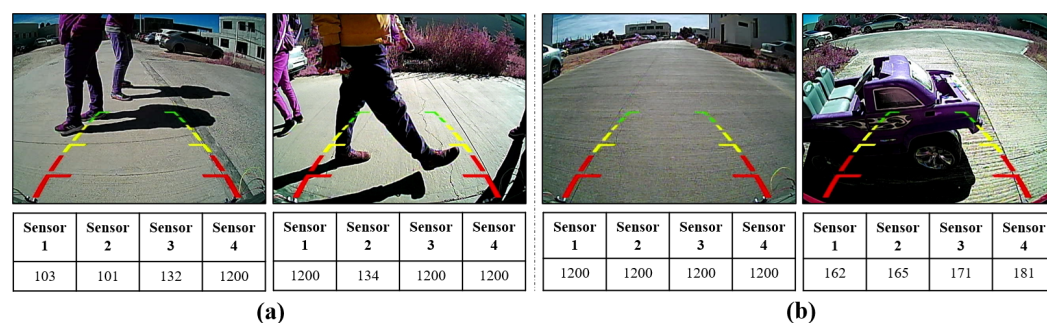 Sensor 1 Sensor 2 Sensor 3 Sensor 4
103 101 132 1200
Sensor 1 Sensor 2 Sensor 3 Sensor 4
1200 134 1200 1200
(a)
Sensor 1 Sensor 2 Sensor 3 Sensor 4
1200 1200 1200 1200
Sensor 1 Sensor 2 Sensor 3 Sensor 4
162 165 171 181
(b)